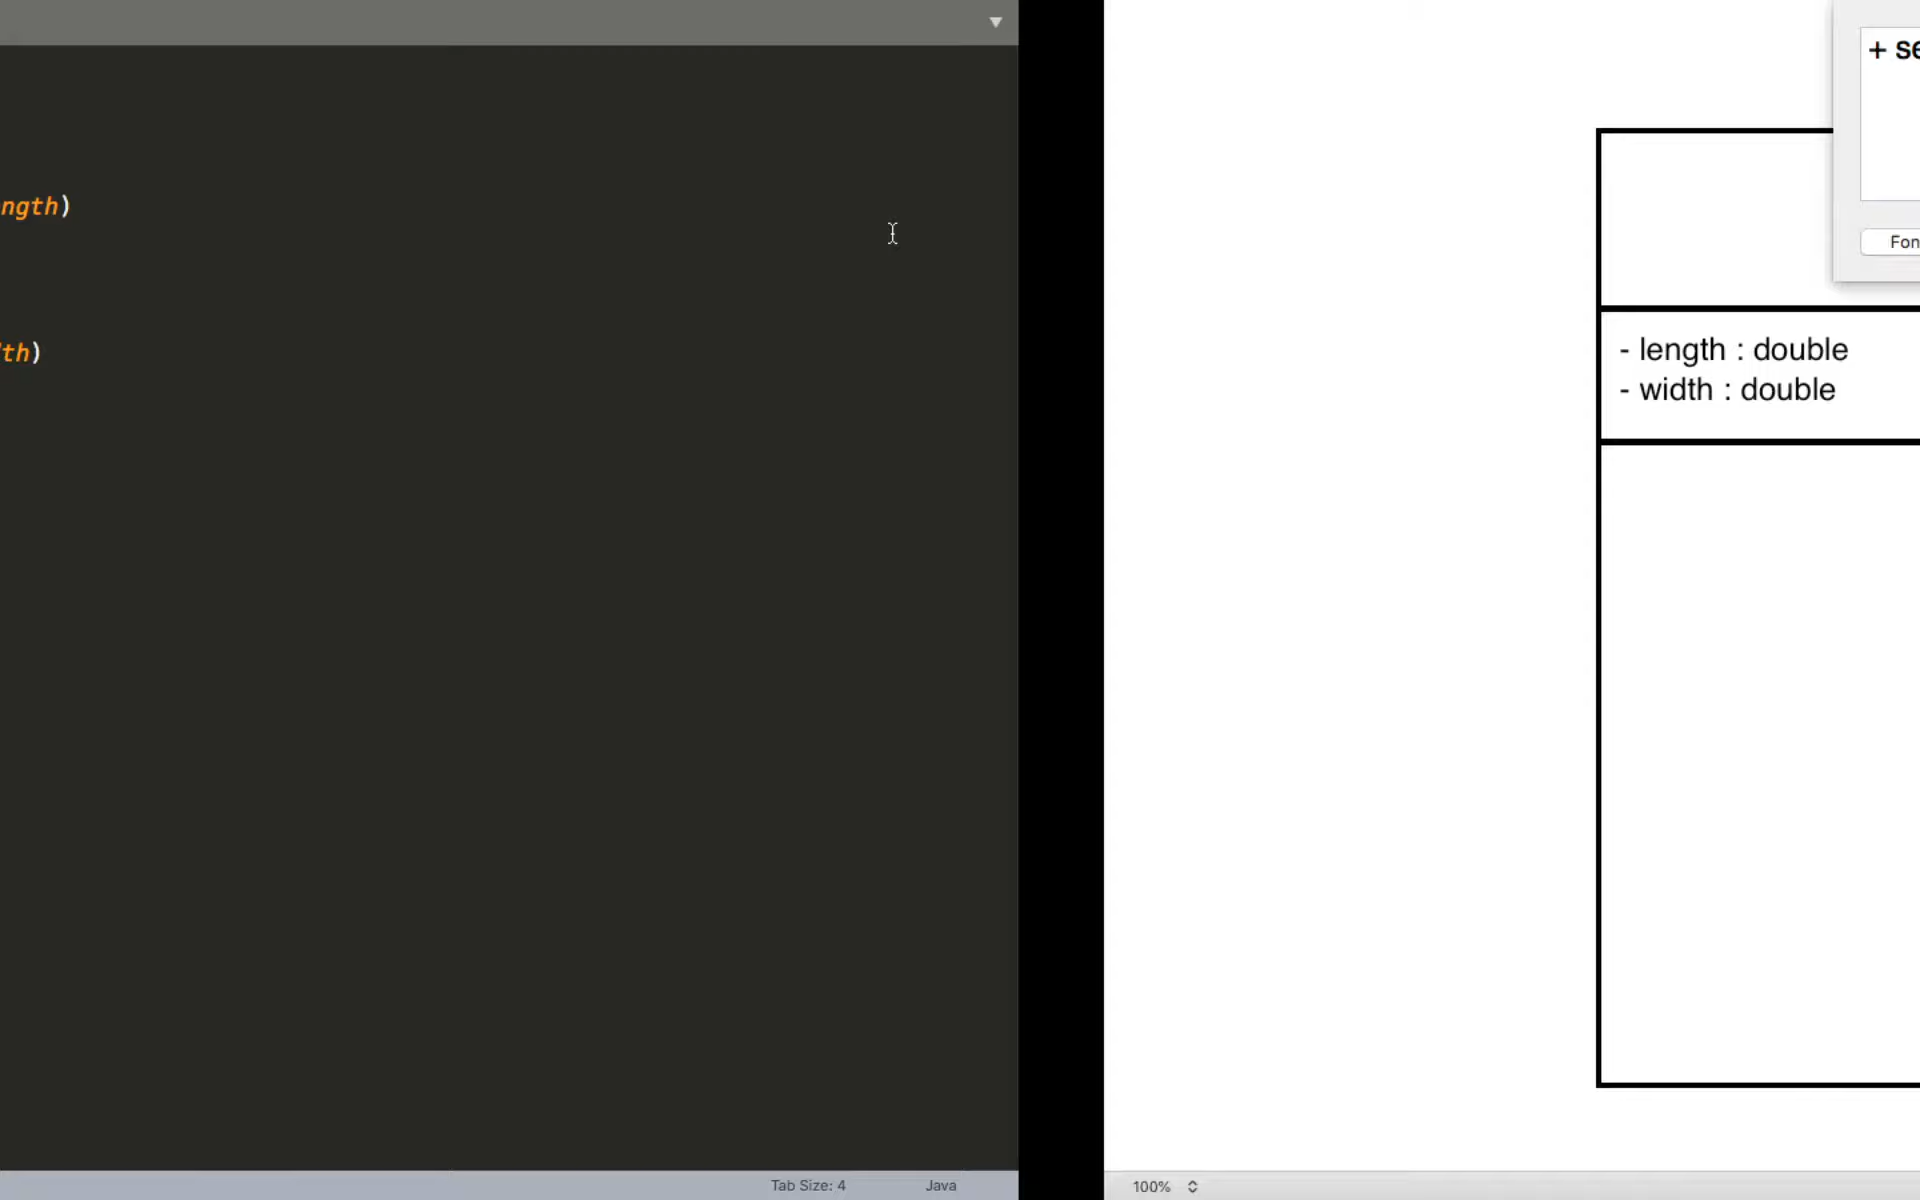 ngth)
th)
Tab Size: 4
Java
+ se
Fon
- length : double
- width : double
100%